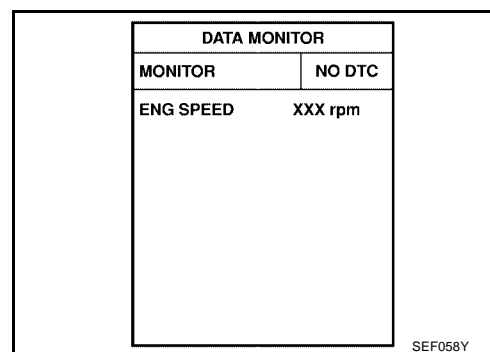 DATA MONITOR
MONITOR NO DTC
ENG SPEED XXX rpm
SEF058Y